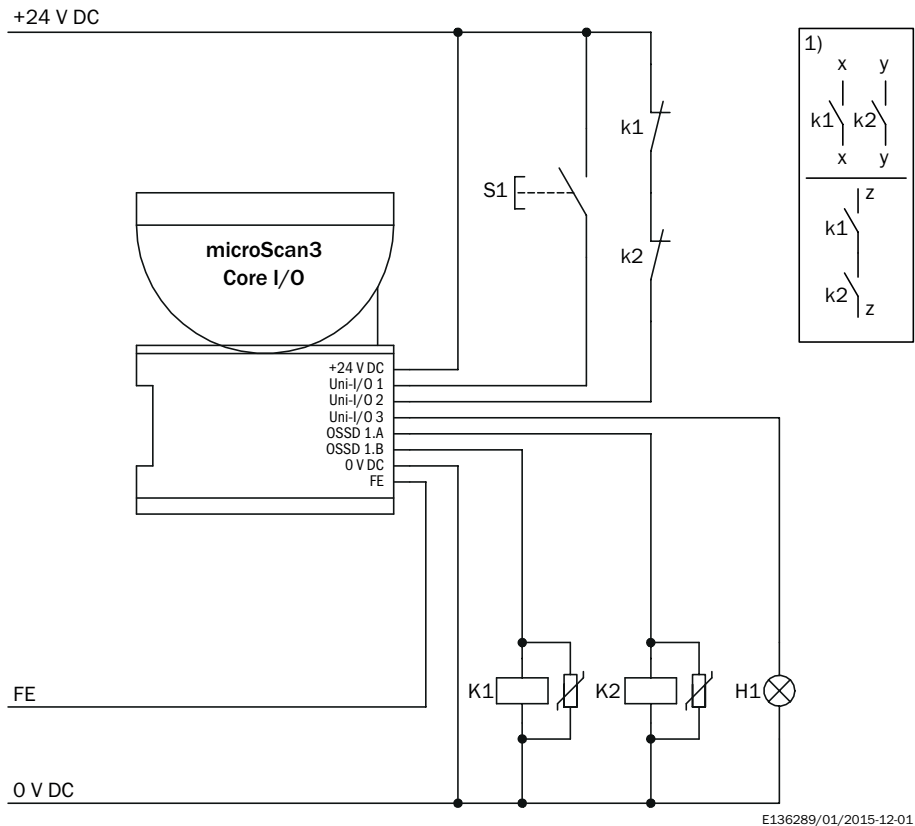 +24 V DC
1)
x y
k1 k2
x y
z
k1
k2
z
k1
S1
k2
microScan3
Core I/O
+24 V DC
Uni-I/O 1
Uni-I/O 2
Uni-I/O 3
OSSD 1.A
OSSD 1.B
0 V DC
FE
FE
K1
K2
H1
0 V DC
E136289/01/2015-12-01